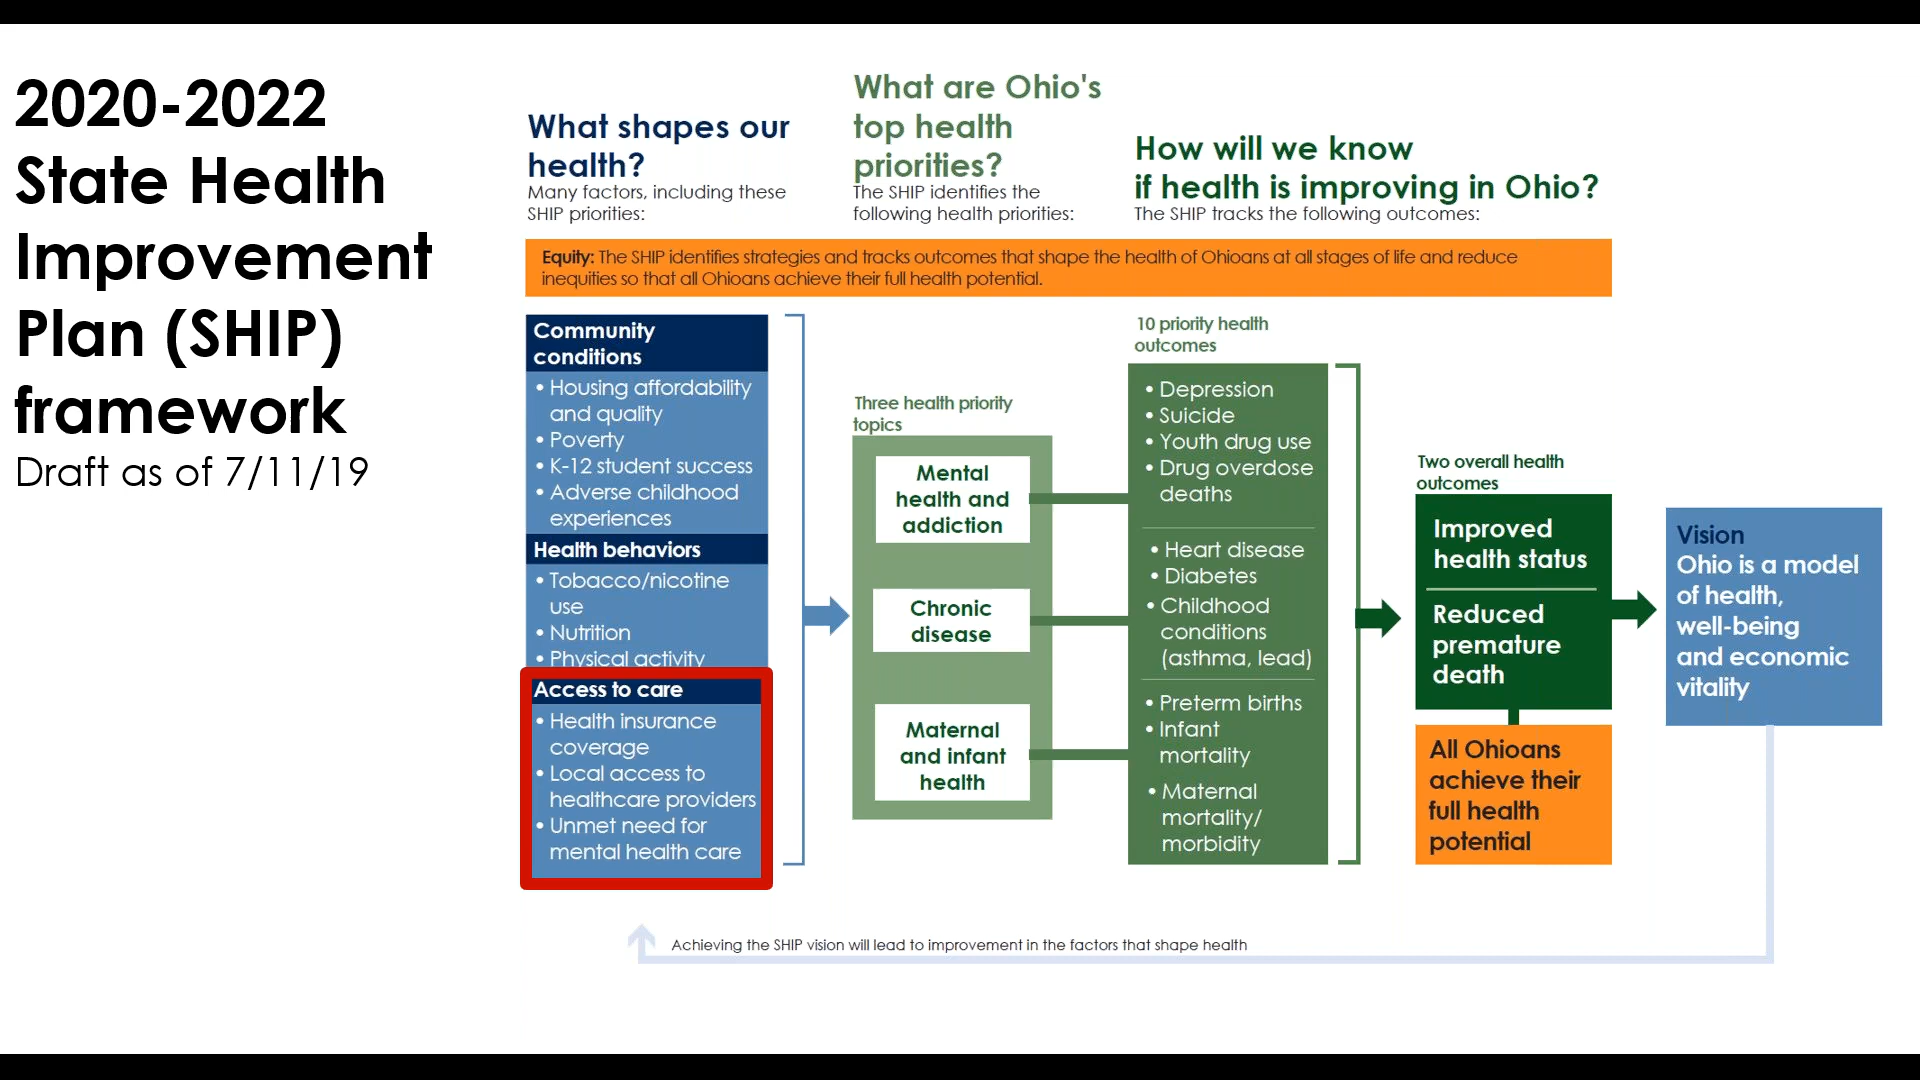 2020-2022
State Health
Improvement
Plan (SHIP)
framework
Draft as of 7/11/19
What shapes our
health?
Many factors, including these
SHIP priorities:
What are Ohio's
top health
priorities?
The SHIP identifies the
following health priorities:
How will we know
if health is improving in Ohio?
The SHIP tracks the following outcomes:
Equity: The SHIP identifies strategies and tracks outcomes that shape the health of Ohioans at all stages of life and reduce
inequities so that all Ohioans achieve their full health potential.
Community
conditions
• Housing affordability
and quality
• Poverty
• K-12 student success
• Adverse childhood
experiences
Health behaviors
• Tobacco/nicotine
use
• Nutrition
• Physical activity
Access to care
• Health insurance
coverage
• Local access to
healthcare providers
• Unmet need for
mental health care
Three health priority
topics
Mental
health and
addiction
Chronic
disease
Maternal
and infant
health
10 priority health
outcomes
• Depression
• Suicide
• Youth drug use
• Drug overdose
deaths
• Heart disease
• Diabetes
• Childhood
conditions
(asthma, lead)
• Preterm births
• Infant
mortality
• Maternal
mortality/
morbidity
Two overall health
outcomes
Improved
health status
Reduced
premature
death
All Ohioans
achieve their
full health
potential
Vision
Ohio is a model
of health,
well-being
and economic
vitality
Achieving the SHIP vision will lead to improvement in the factors that shape health